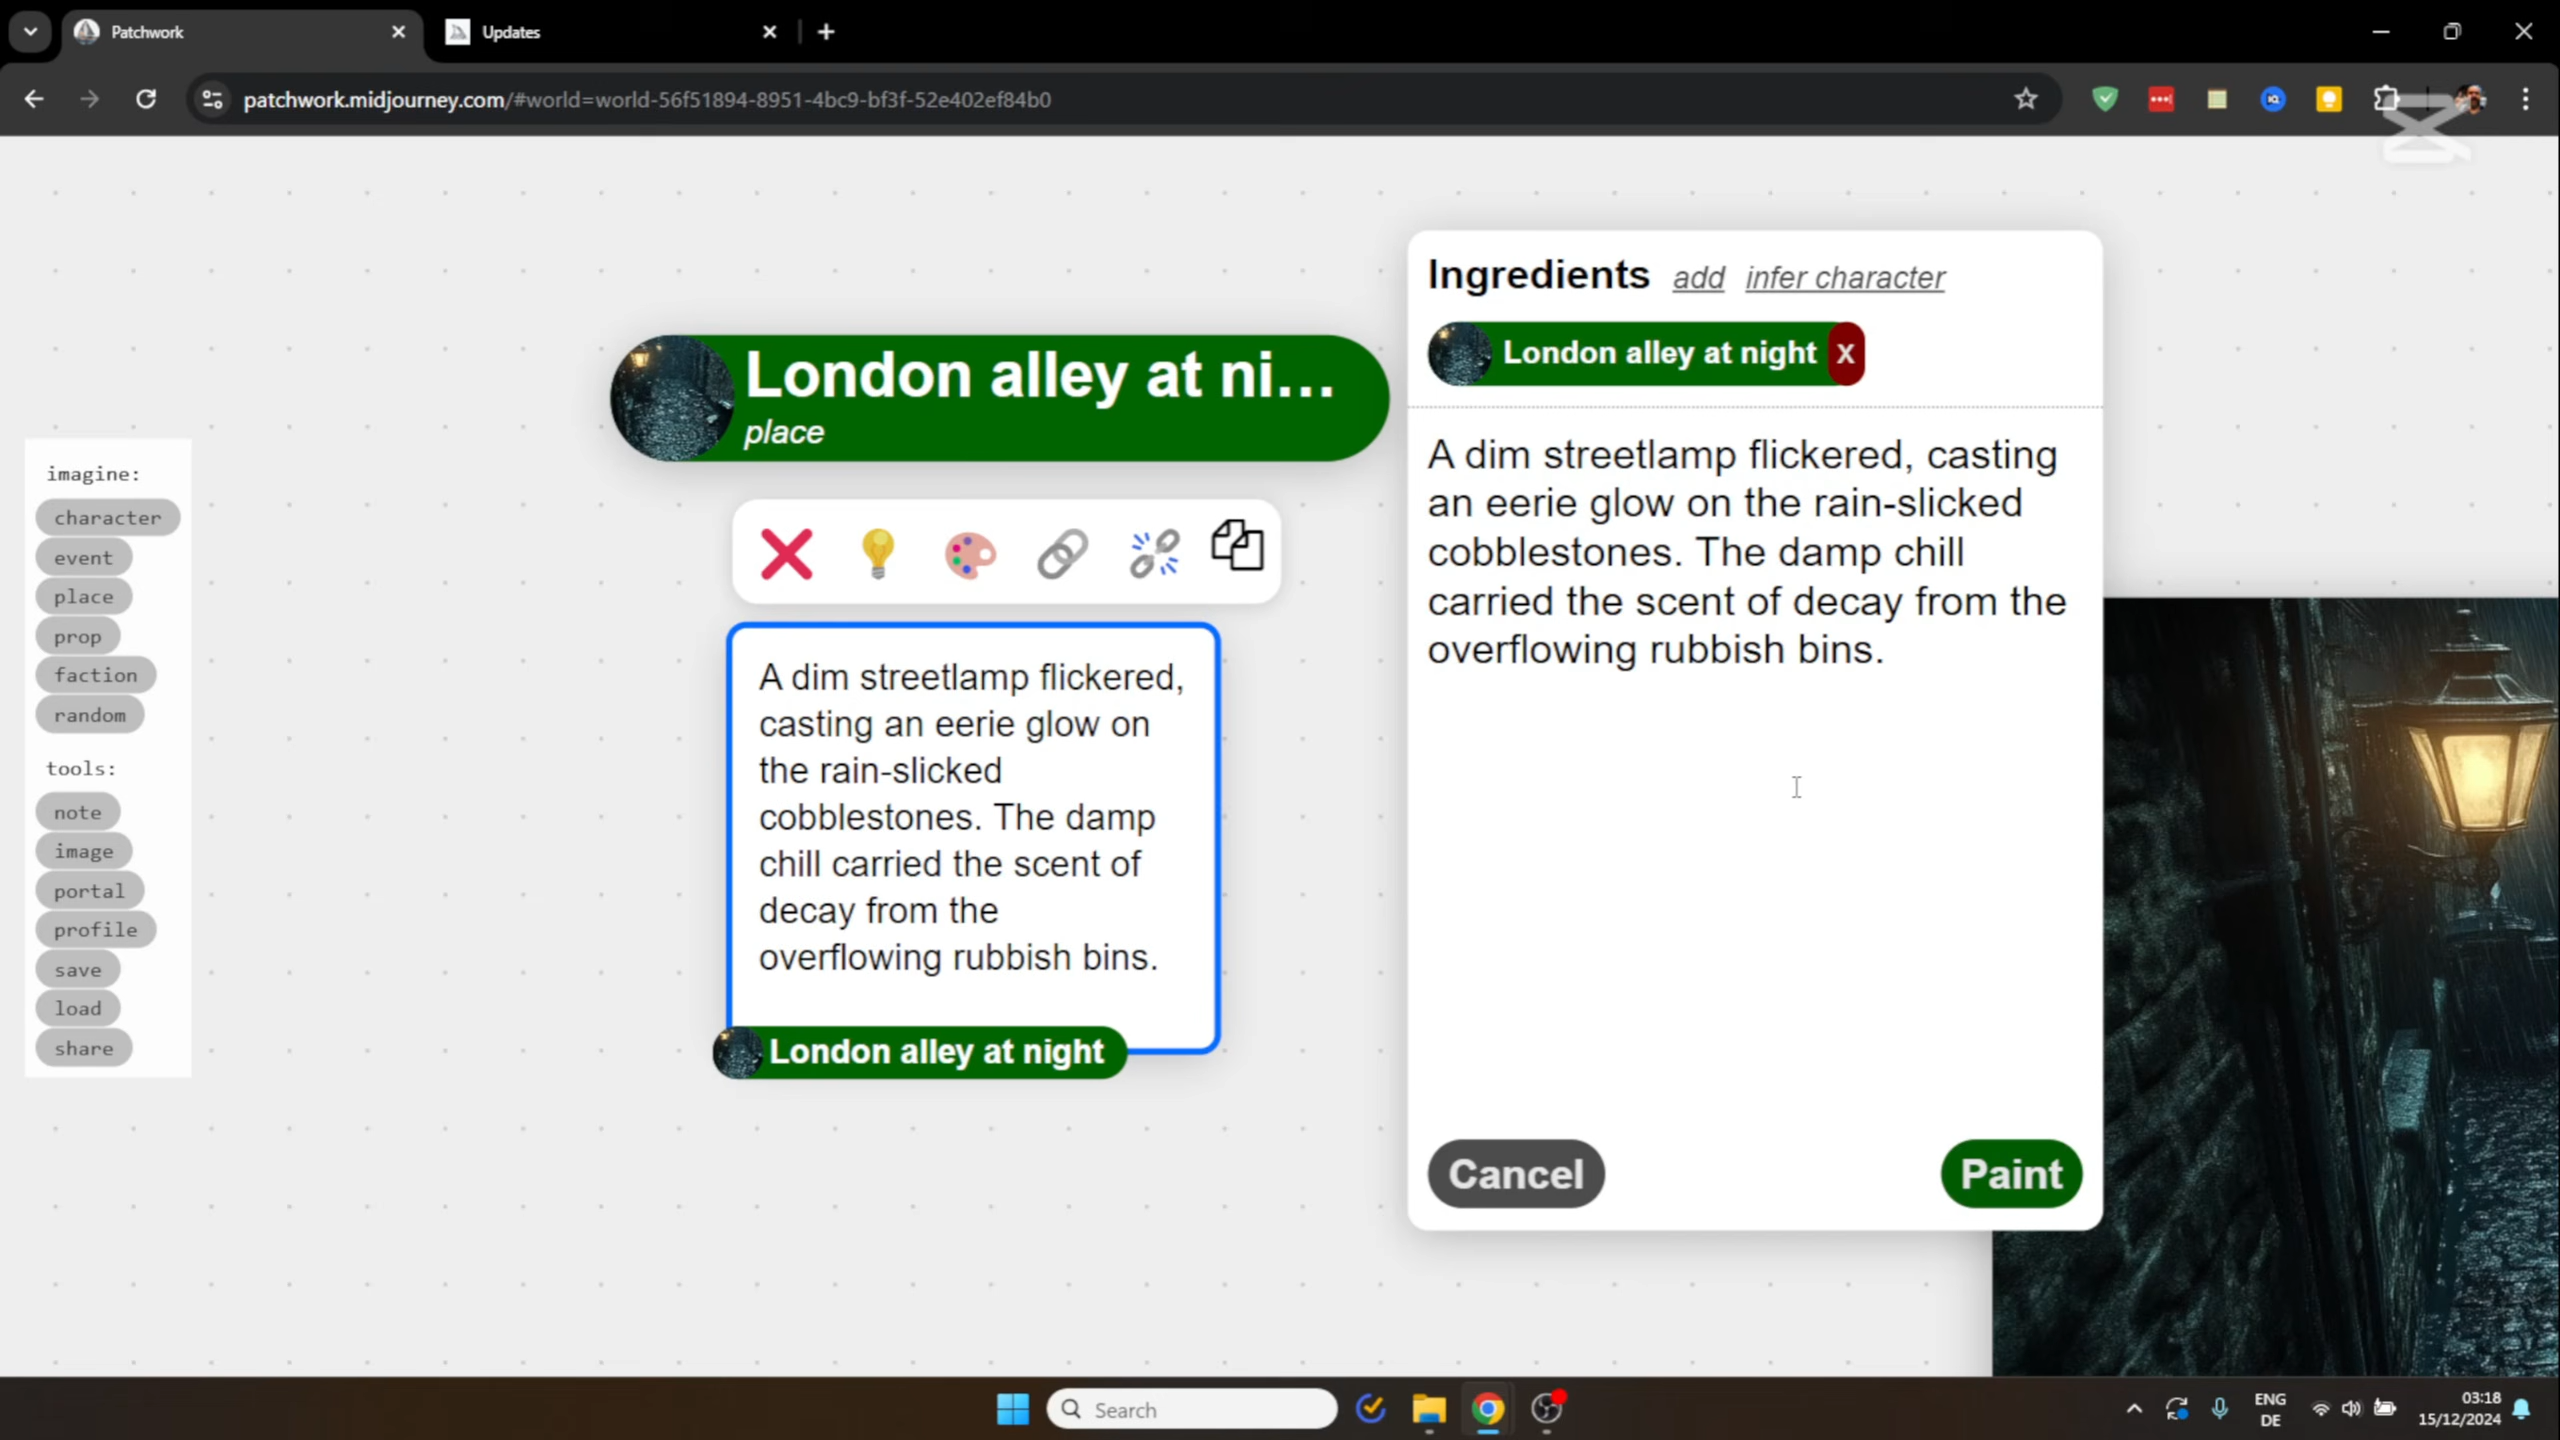 Patchwork
Updates
patchwork.midjourney.com/#world=world-56f51894-8951-4bc9-bf3f-52e402ef84b0
imagine:
character
event
place
prop
faction
random
tools:
note
image
portal
profile
save
load
share
London alley at ni...
place
A dim streetlamp flickered,
casting an eerie glow on
the rain-slicked
cobblestones. The damp
chill carried the scent of
decay from the
overflowing rubbish bins.
London alley at night
Ingredients add infer character
London alley at night X
A dim streetlamp flickered, casting
an eerie glow on the rain-slicked
cobblestones. The damp chill
carried the scent of decay from the
overflowing rubbish bins.
Cancel
Paint
Search
ENG
DE
03:18
15/12/2024